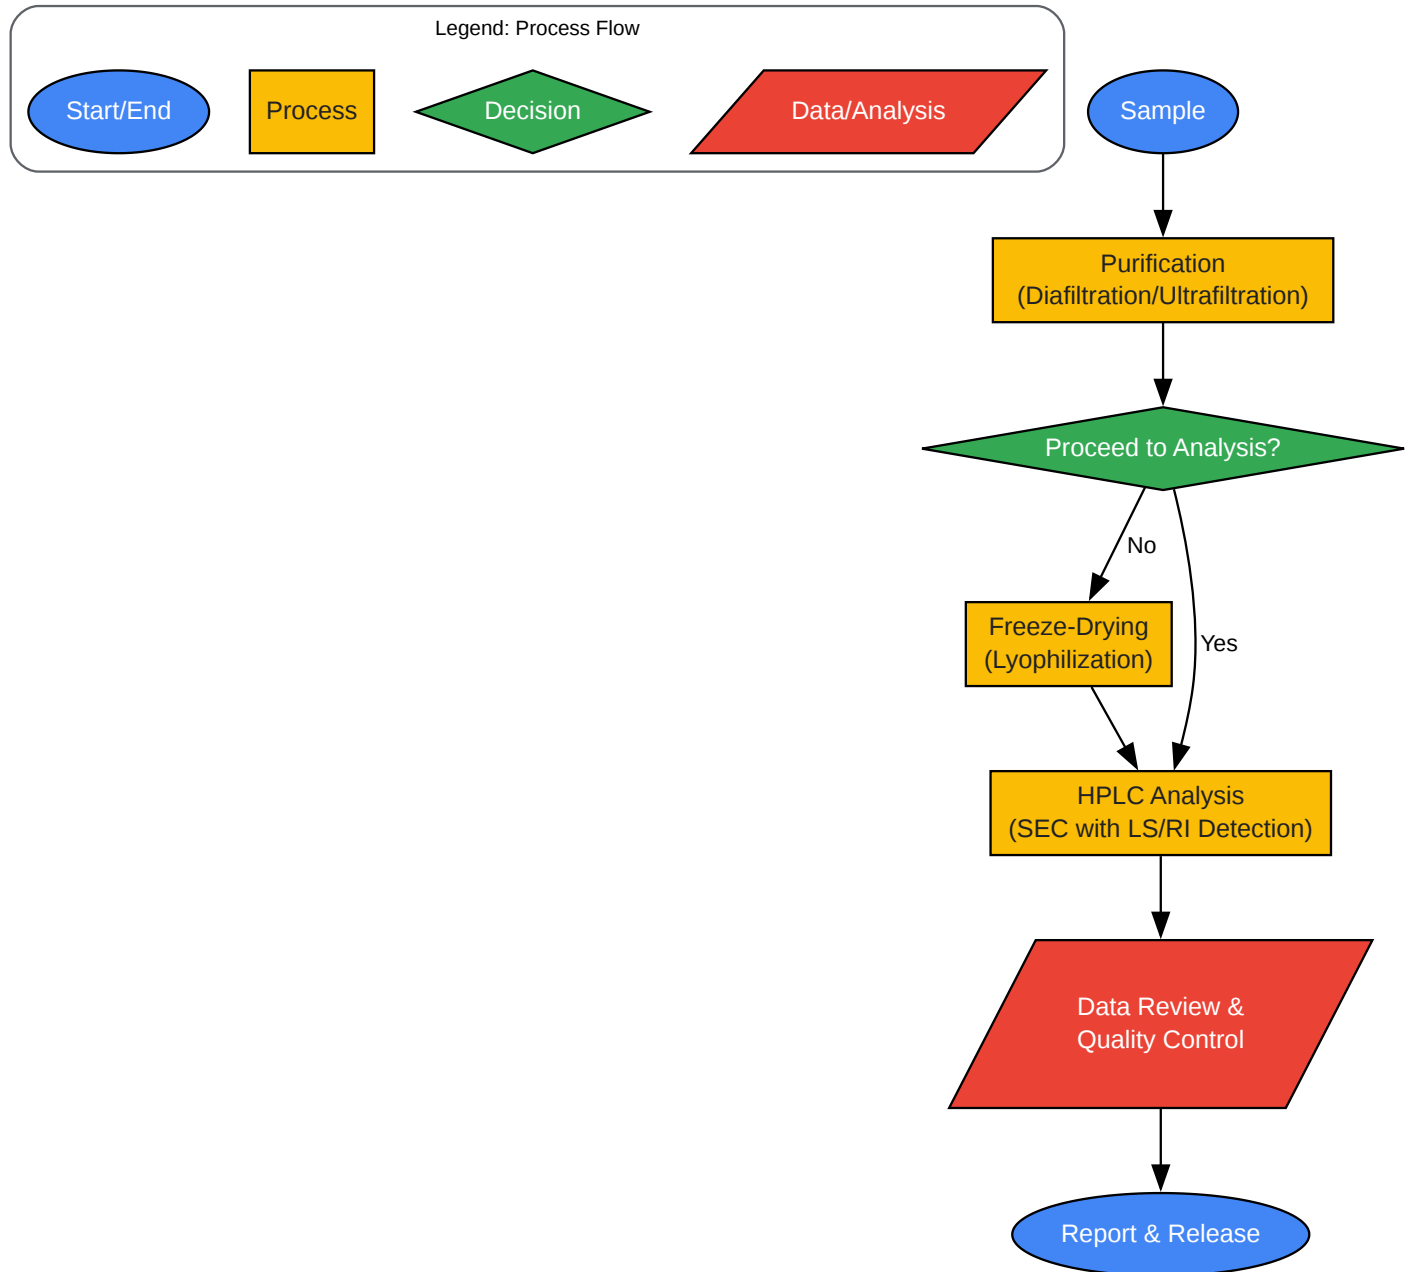 Legend: Process Flow
Start/End
Process
Decision
Data/Analysis
Sample
Purification
(Diafiltration/Ultrafiltration)
Proceed to Analysis?
No
Freeze-Drying
(Lyophilization)
Yes
HPLC Analysis
(SEC with LS/RI Detection)
Data Review &
Quality Control
Report & Release